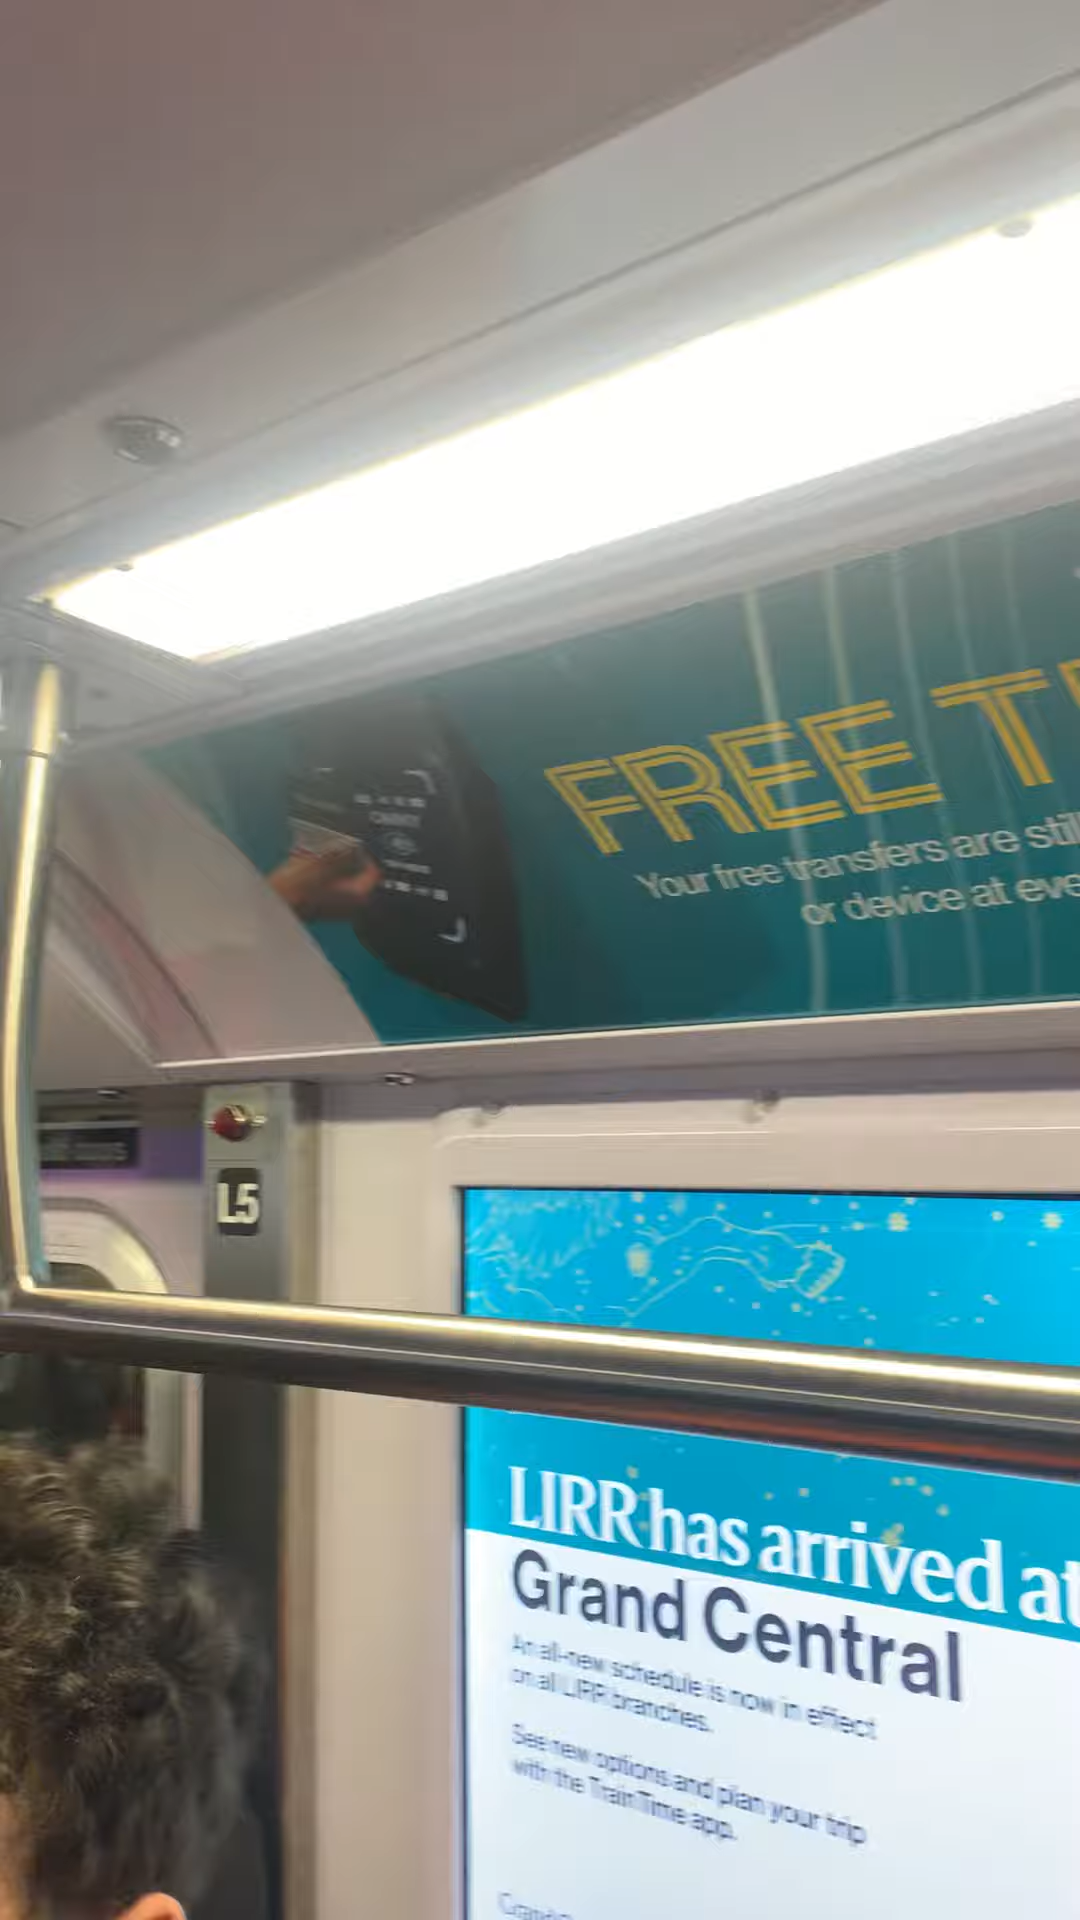 FREE T
Your free transfers are still
or device at eve
L5
LIRR has arrived at
Grand Central
An all-new schedule is now in effect
on all LIRR branches.
See new options and plan your trip
with the TrainTime app.